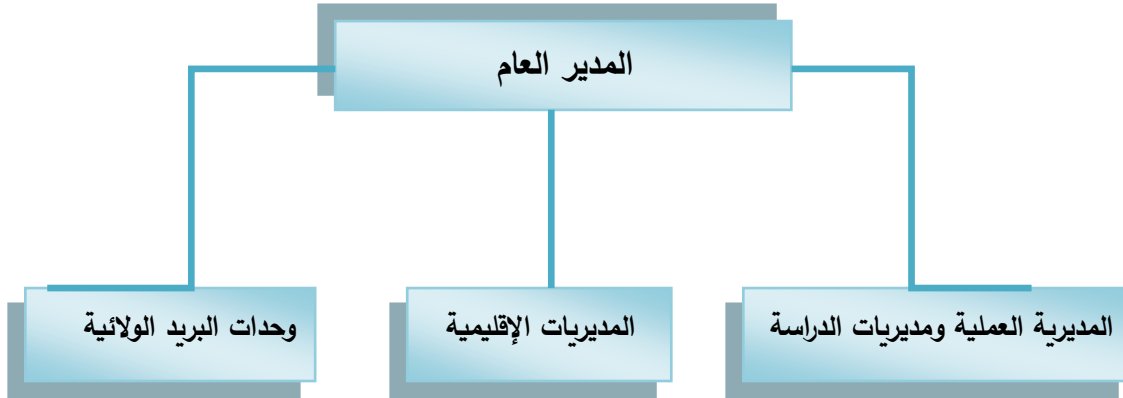 المدير العام
المديرية العملية ومديريات الدراسة
المديريات الإقليمية
وحدات البريد الولائية